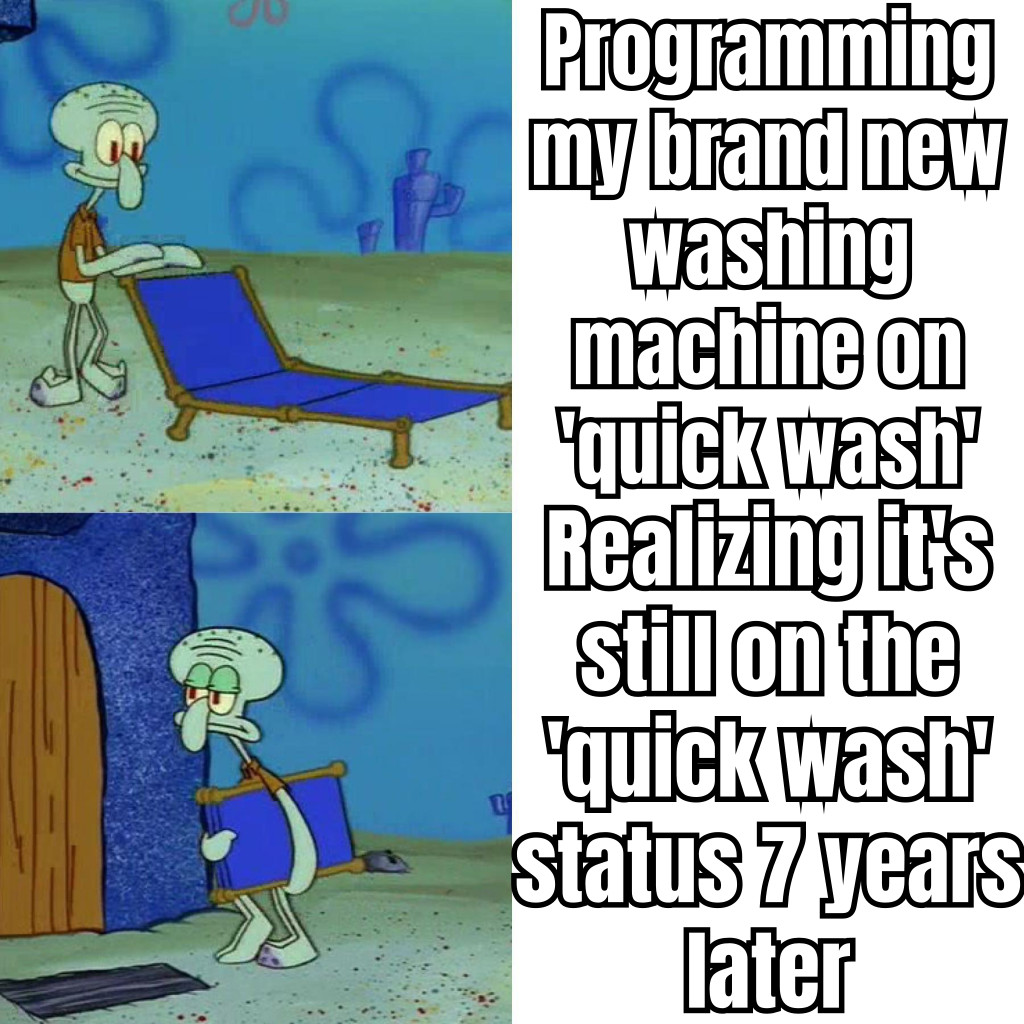 Programming
my brand new
washing
machine on
'quick wash'
Realizing it's
still on the
'quick wash'
status 7 years
later